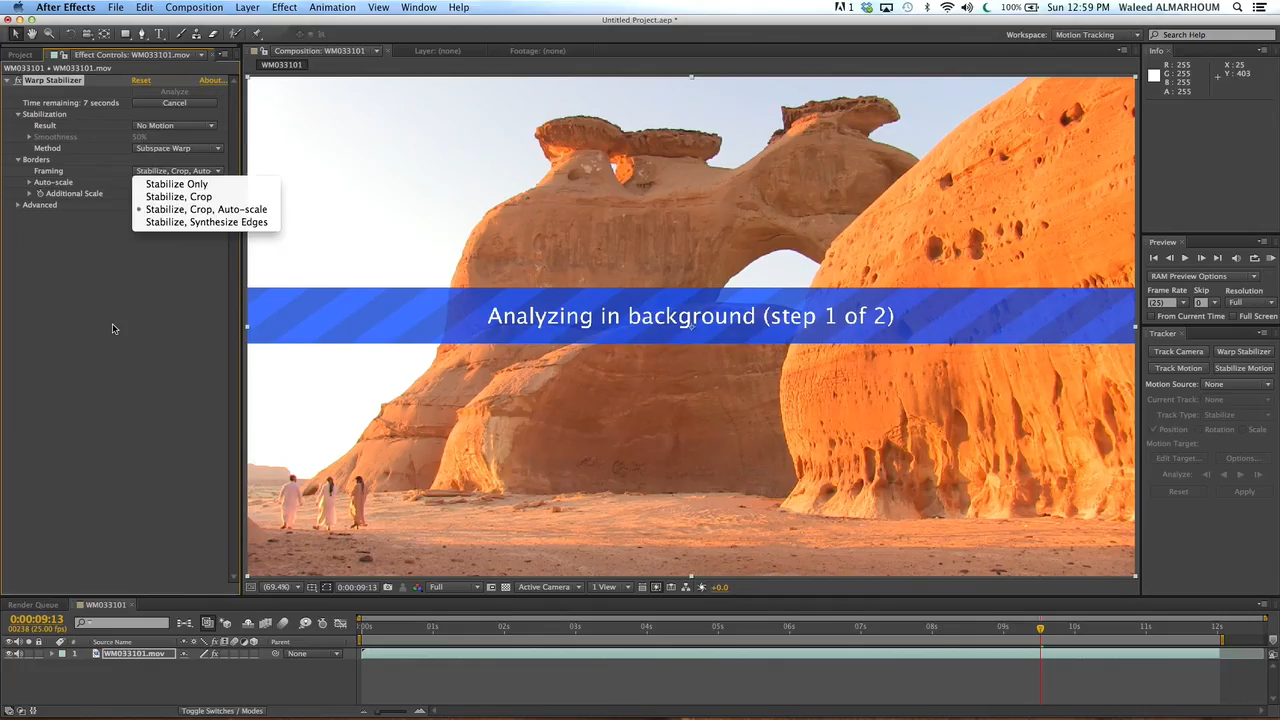 After Effects File Edit Composition Layer Effect Animation View Window Help 1 100% Sun 12:59 PM Waleed ALMARHOUM
Untitled Project.aep *
Workspace: Motion Tracking Search Help
Project Effect Controls: WM033101.mov Composition: WM033101 Layer: (none) Footage: (none) Info
WM033101 • WM033101.mov WM033101
R: 255 X: 25
G: 255 Y: 403
B: 255
A: 255
fx Warp Stabilizer Reset About...
Analyze
Time remaining: 7 seconds Cancel
Stabilization
Result No Motion
Smoothness 50%
Method Subspace Warp
Borders
Framing Stabilize, Crop, Auto-
Auto-scale
Additional Scale
Advanced
Stabilize Only
Stabilize, Crop
Stabilize, Crop, Auto-scale
Stabilize, Synthesize Edges
Analyzing in background (step 1 of 2)
Preview
RAM Preview Options
Frame Rate Skip Resolution
(25) 0 Full
From Current Time Full Screen
Tracker
Track Camera Warp Stabilizer
Track Motion Stabilize Motion
Motion Source: None
Current Track: None
Track Type: Stabilize
Position Rotation Scale
Motion Target:
Edit Target... Options...
Analyze:
Reset Apply
(69.4%) 0:00:09:13 Full Active Camera 1 View +0.0
Render Queue WM033101
0:00:09:13
00238 (25.00 fps)
:00s 01s 02s 03s 04s 05s 06s 07s 08s 09s 10s 11s 12s
# Source Name Parent
1 WM033101.mov None
Toggle Switches / Modes